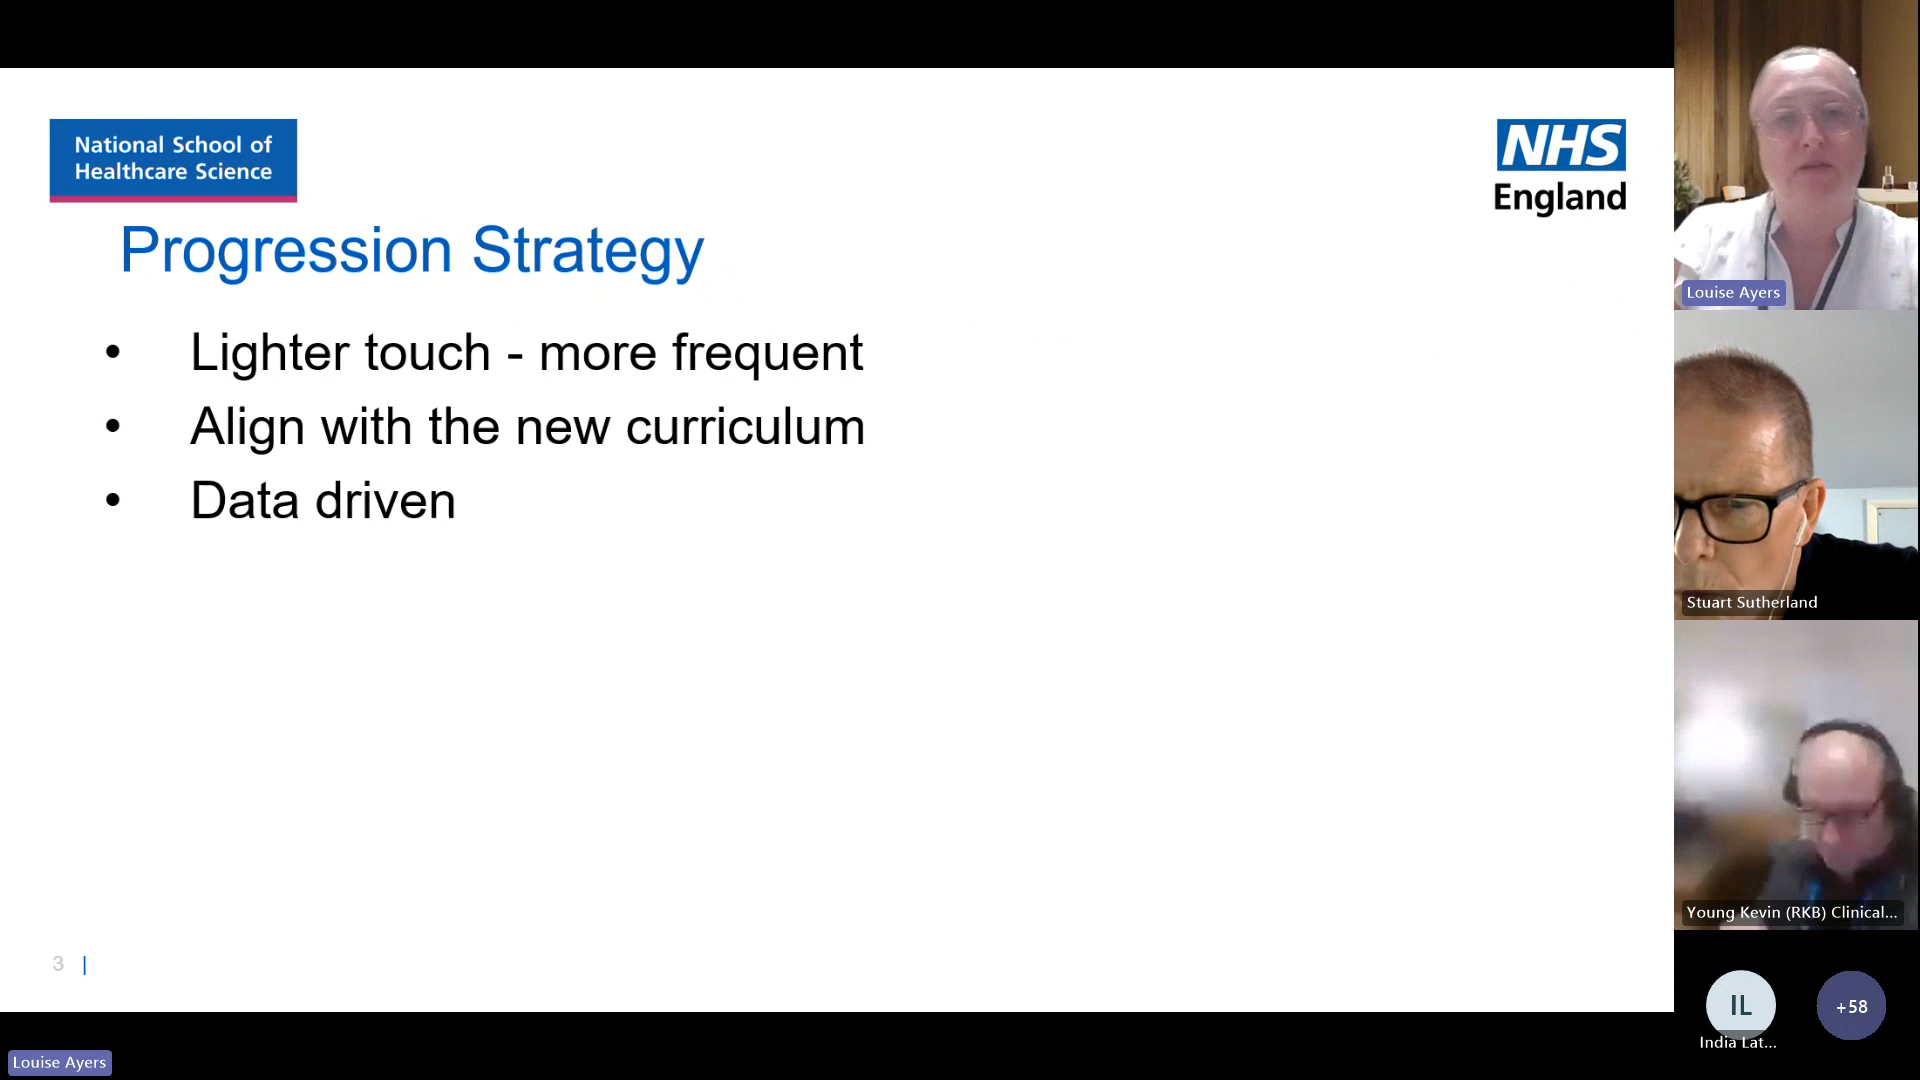 National School of
Healthcare Science
NHS
England
Progression Strategy
• Lighter touch - more frequent
• Align with the new curriculum
• Data driven
3 |
Louise Ayers
Louise Ayers
Stuart Sutherland
Young Kevin (RKB) Clinical...
IL
India Lat...
+58